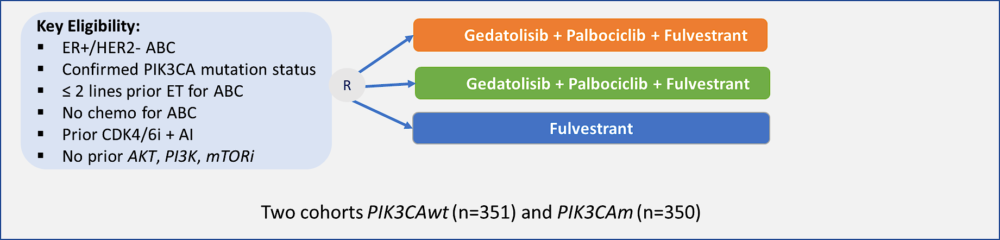 Key Eligibility:
▪ ER+/HER2- ABC
▪ Confirmed PIK3CA mutation status
▪ ≤ 2 lines prior ET for ABC
▪ No chemo for ABC
▪ Prior CDK4/6i + AI
▪ No prior AKT, PI3K, mTORi
R
Gedatolisib + Palbociclib + Fulvestrant
Gedatolisib + Palbociclib + Fulvestrant
Fulvestrant
Two cohorts PIK3CAwt (n=351) and PIK3CAm (n=350)